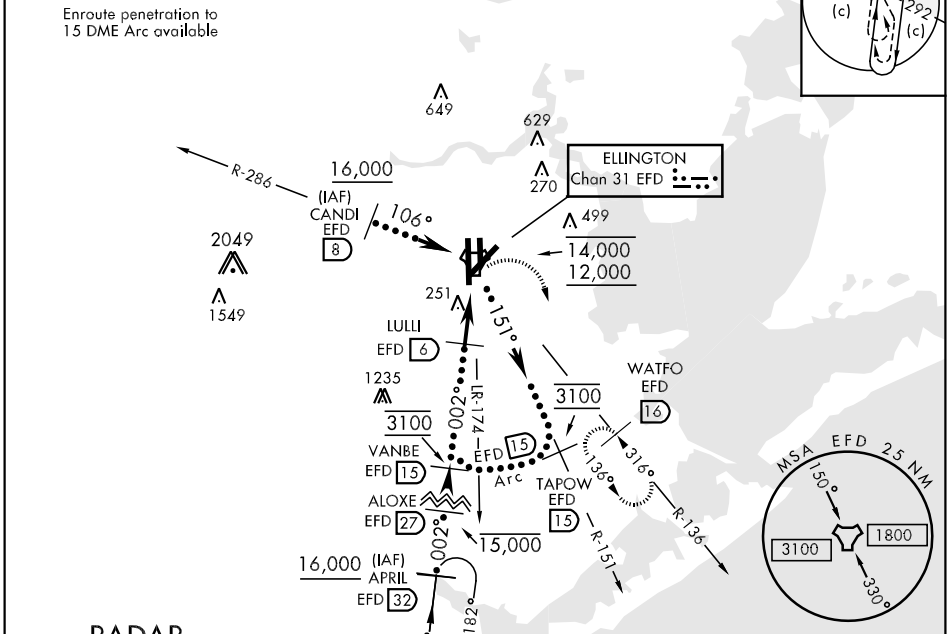 Enroute penetration to
15 DME Arc available
(c)
292
(c)
649
629
270
ELLINGTON
Chan 31 EFD
499
14,000
12,000
R-286
16,000
(IAF)
CANDI
EFD
8
106°
2049
1549
251
151°
LULLI
EFD 6
1235
3100
002°
LR-174
3100
WATFO
EFD
16
VANBE
EFD 15
EFD 15
Arc
TAPOW
EFD
15
136°
316°
R-136
R-151
ALOXE
EFD 27
15,000
002°
16,000 (IAF)
APRIL
EFD 32
182°
MSA EFD 25 NM
150°
3100
1800
330°
RADAR